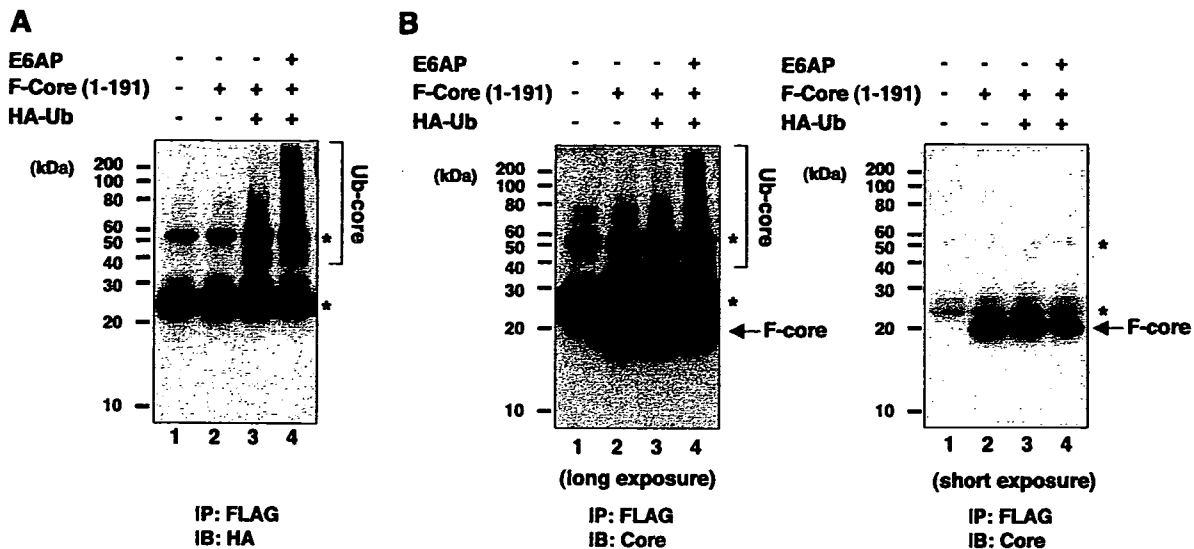 A
E6AP - - - +
F-Core (1-191) - + + +
HA-Ub - - + +
(kDa)
200
100
80
60
50
40
30
20
10
Ub-core
*
*
1 2 3 4
IP: FLAG
IB: HA
B
E6AP - - - +
F-Core (1-191) - + + +
HA-Ub - - + +
(kDa)
200
100
80
60
50
40
30
20
10
Ub-core
*
*
F-core
1 2 3 4
(long exposure)
IP: FLAG
IB: Core
E6AP - - - +
F-Core (1-191) - + + +
HA-Ub - - + +
(kDa)
200
100
80
60
50
40
30
20
10
*
*
F-core
1 2 3 4
(short exposure)
IP: FLAG
IB: Core